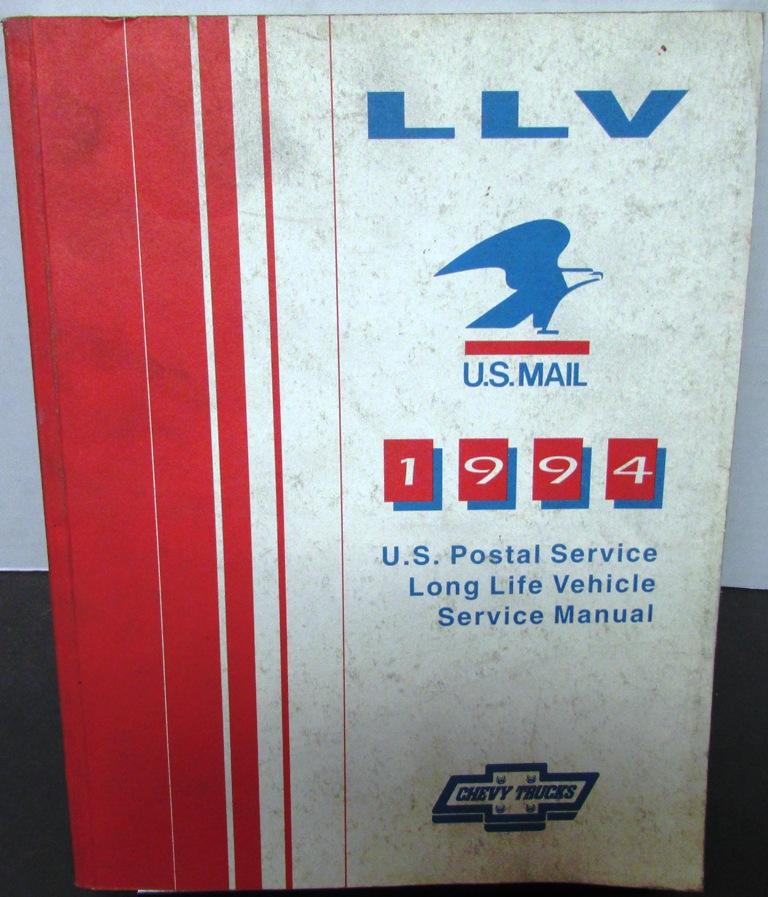 LLV
U.S. MAIL
1994
U.S. Postal Service
Long Life Vehicle
Service Manual
CHEVY TRUCKS